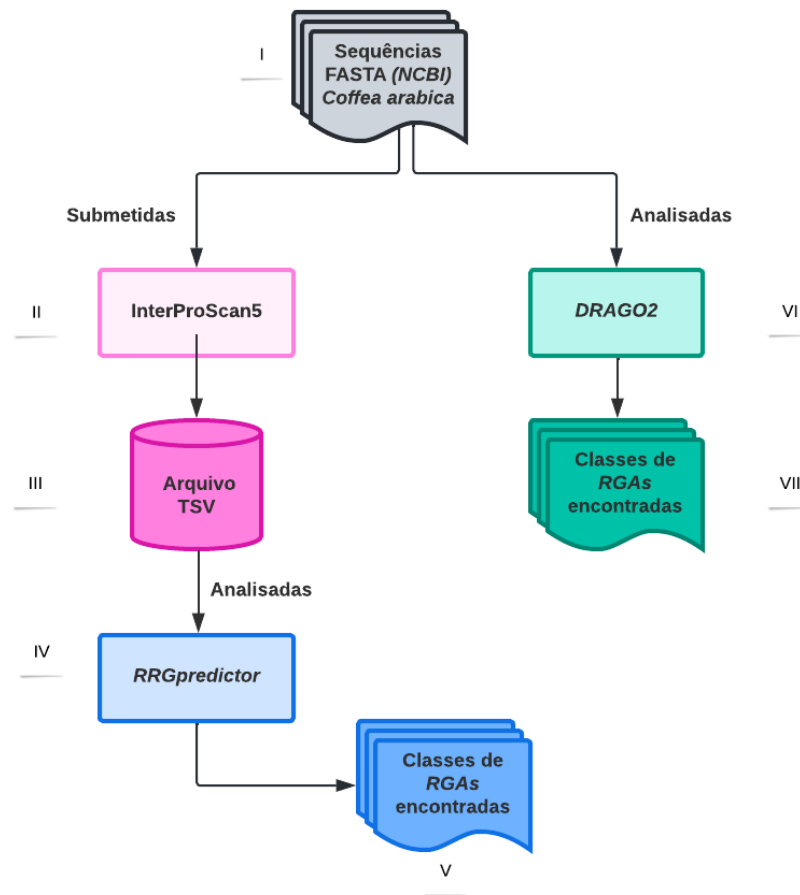 I
Sequências
FASTA (NCBI)
Coffea arabica
Submetidas
Analisadas
II
InterProScan5
DRAGO2
VI
III
Arquivo
TSV
Classes de
RGAs
encontradas
VII
Analisadas
IV
RRGpredictor
Classes de
RGAs
encontradas
V